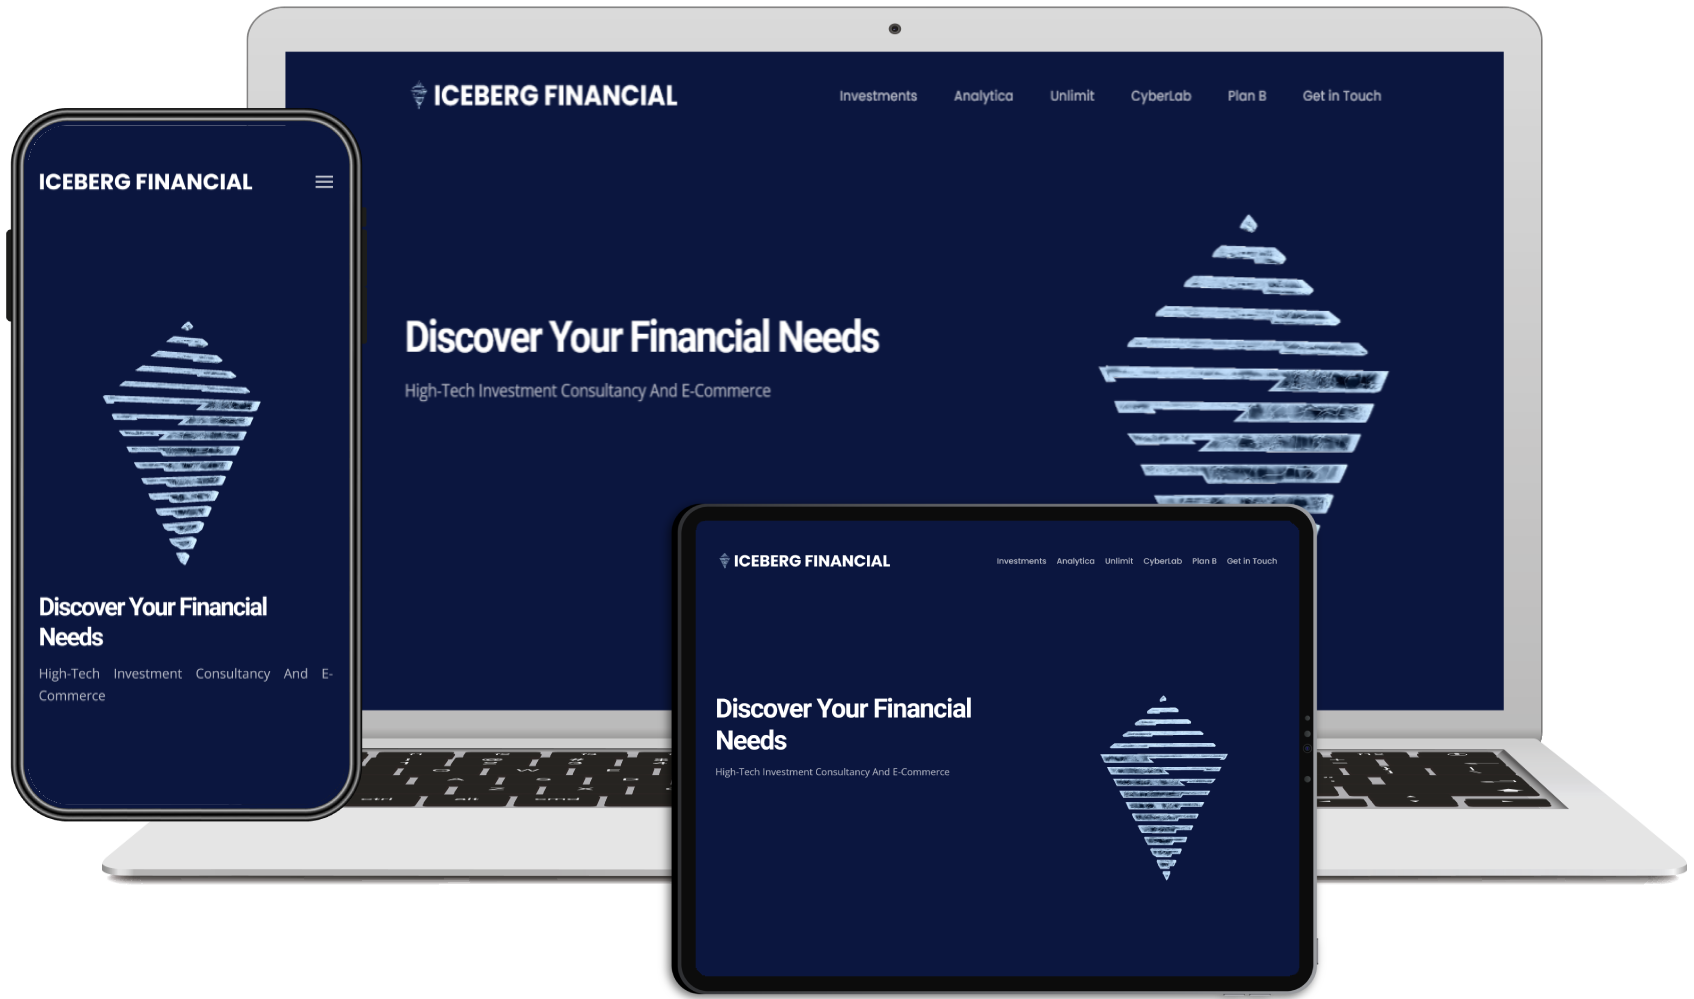 ICEBERG FINANCIAL
Investments Analytica Unlimit CyberLab Plan B Get in Touch
Discover Your Financial Needs
High-Tech Investment Consultancy And E-Commerce
ICEBERG FINANCIAL
Discover Your Financial
Needs
High-Tech Investment Consultancy And E-
Commerce
ICEBERG FINANCIAL
Investments Analytica Unlimit CyberLab Plan B Get in Touch
Discover Your Financial
Needs
High-Tech Investment Consultancy And E-Commerce
alt cmd